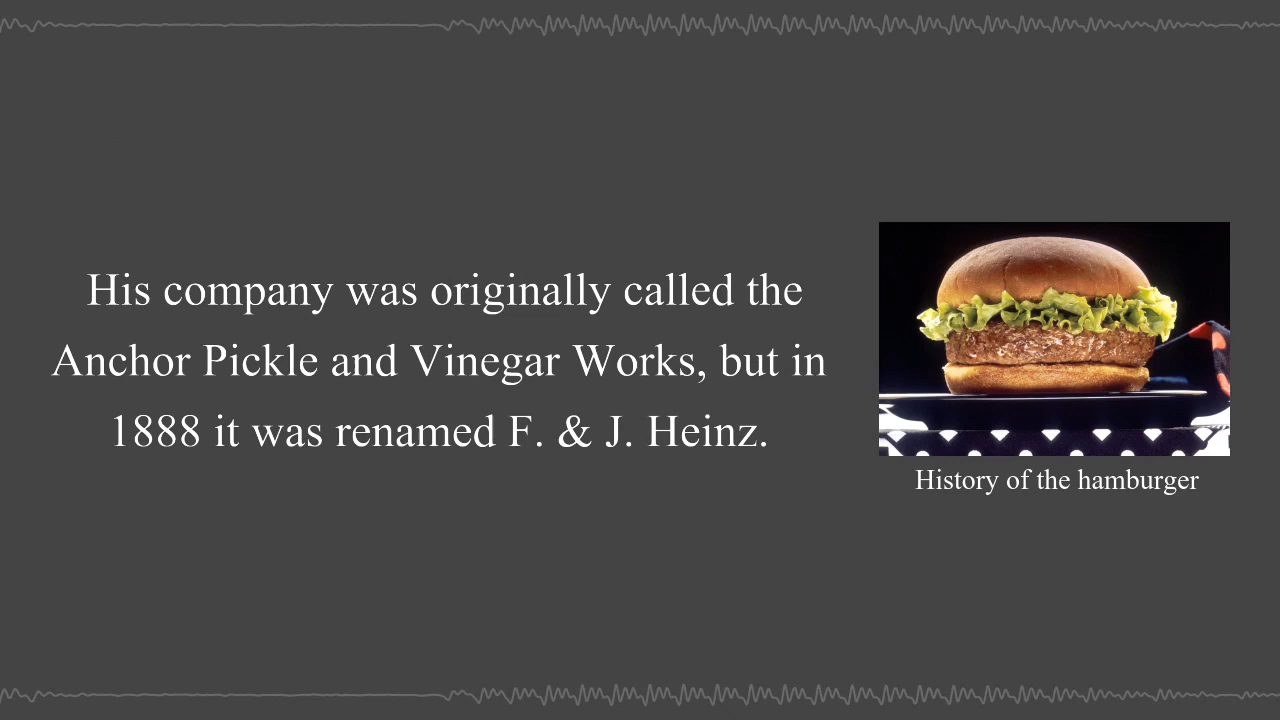 His company was originally called the
Anchor Pickle and Vinegar Works, but in
1888 it was renamed F. & J. Heinz.
History of the hamburger